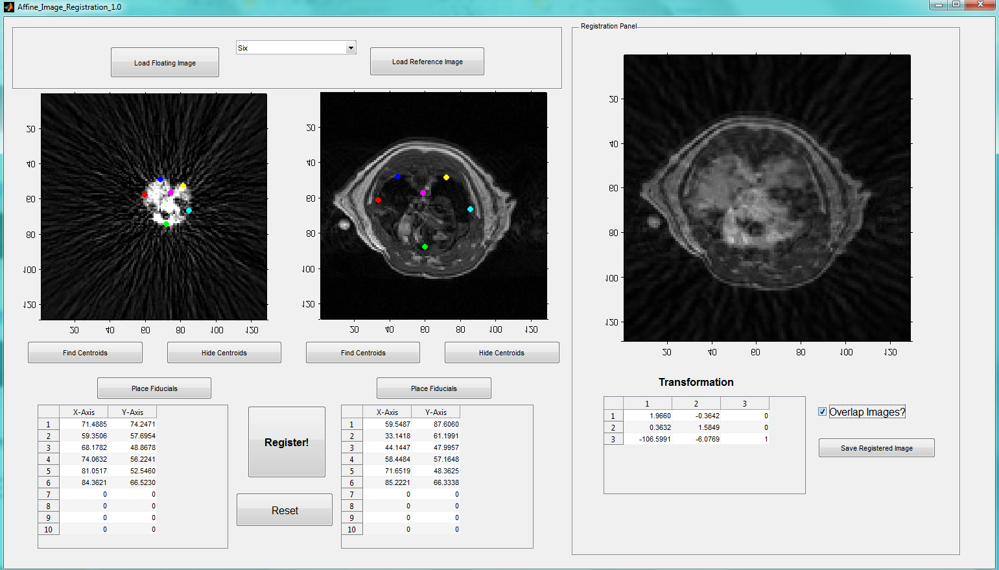 Affine_Image_Registration_1.0
Load Floating Image
Six
Load Reference Image
20
40
60
80
100
120
20 40 60 80 100 120
20
40
60
80
100
120
20 40 60 80 100 120
Find Centroids
Hide Centroids
Find Centroids
Hide Centroids
Place Fiducials
Place Fiducials
X-Axis Y-Axis
1 71.4885 74.2471
2 59.3506 57.6954
3 68.1782 48.8678
4 74.0632 56.2241
5 81.0517 52.5460
6 84.3621 66.5230
7 0 0
8 0 0
9 0 0
10 0 0
Register!
Reset
X-Axis Y-Axis
1 59.5487 87.6060
2 33.1418 61.1991
3 44.1447 47.9957
4 58.4484 57.1648
5 71.6519 48.3625
6 85.2221 66.3338
7 0 0
8 0 0
9 0 0
10 0 0
Registration Panel
20
40
60
80
100
120
20 40 60 80 100 120
Transformation
1 2 3
1 1.9660 -0.3642 0
2 0.3632 1.5849 0
3 -106.5991 -6.0769 1
Overlap Images?
Save Registered Image